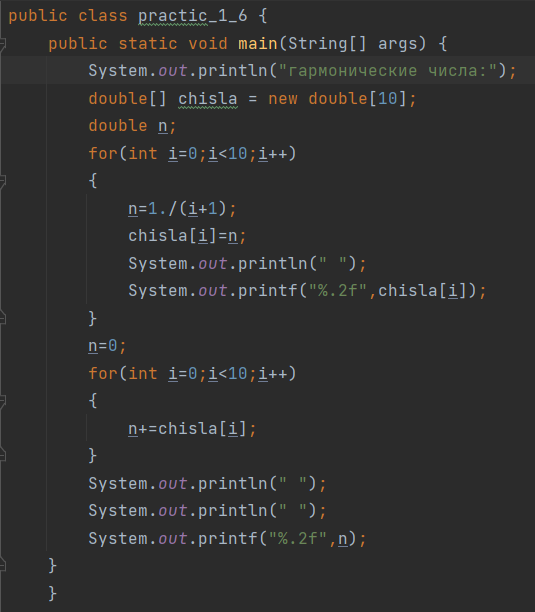 public class practic_1_6 {
public static void main(String[] args) {
System.out.println("гармонические числа:");
double[] chisla = new double[10];
double n;
for(int i=0;i<10;i++)
{
n=1./(i+1);
chisla[i]=n;
System.out.println(" ");
System.out.printf("%.2f",chisla[i]);
}
n=0;
for(int i=0;i<10;i++)
{
n+=chisla[i];
}
System.out.println(" ");
System.out.println(" ");
System.out.printf("%.2f",n);
}
}